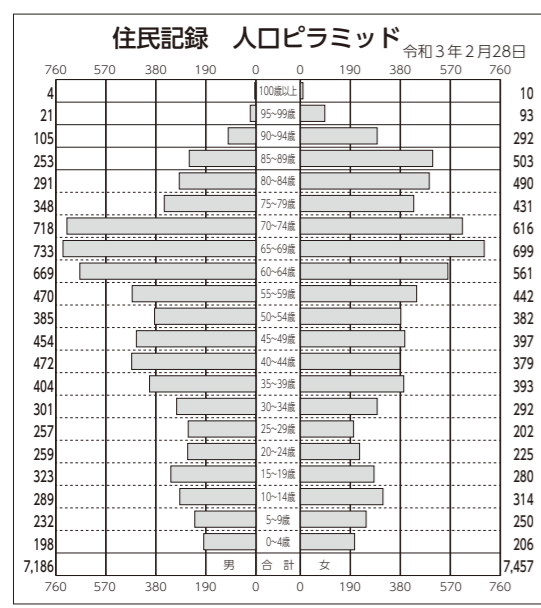 住民記録 人口ピラミッド
令和3年2月28日
760 570 380 190 0 0 190 380 570 760
4 100歳以上 10
21 95~99歳 93
105 90~94歳 292
253 85~89歳 503
291 80~84歳 490
348 75~79歳 431
718 70~74歳 616
733 65~69歳 699
669 60~64歳 561
470 55~59歳 442
385 50~54歳 382
454 45~49歳 397
472 40~44歳 379
404 35~39歳 393
301 30~34歳 292
257 25~29歳 202
259 20~24歳 225
323 15~19歳 280
289 10~14歳 314
232 5~9歳 250
198 0~4歳 206
7,186 男 合 計 女 7,457
760 570 380 190 0 0 190 380 570 760